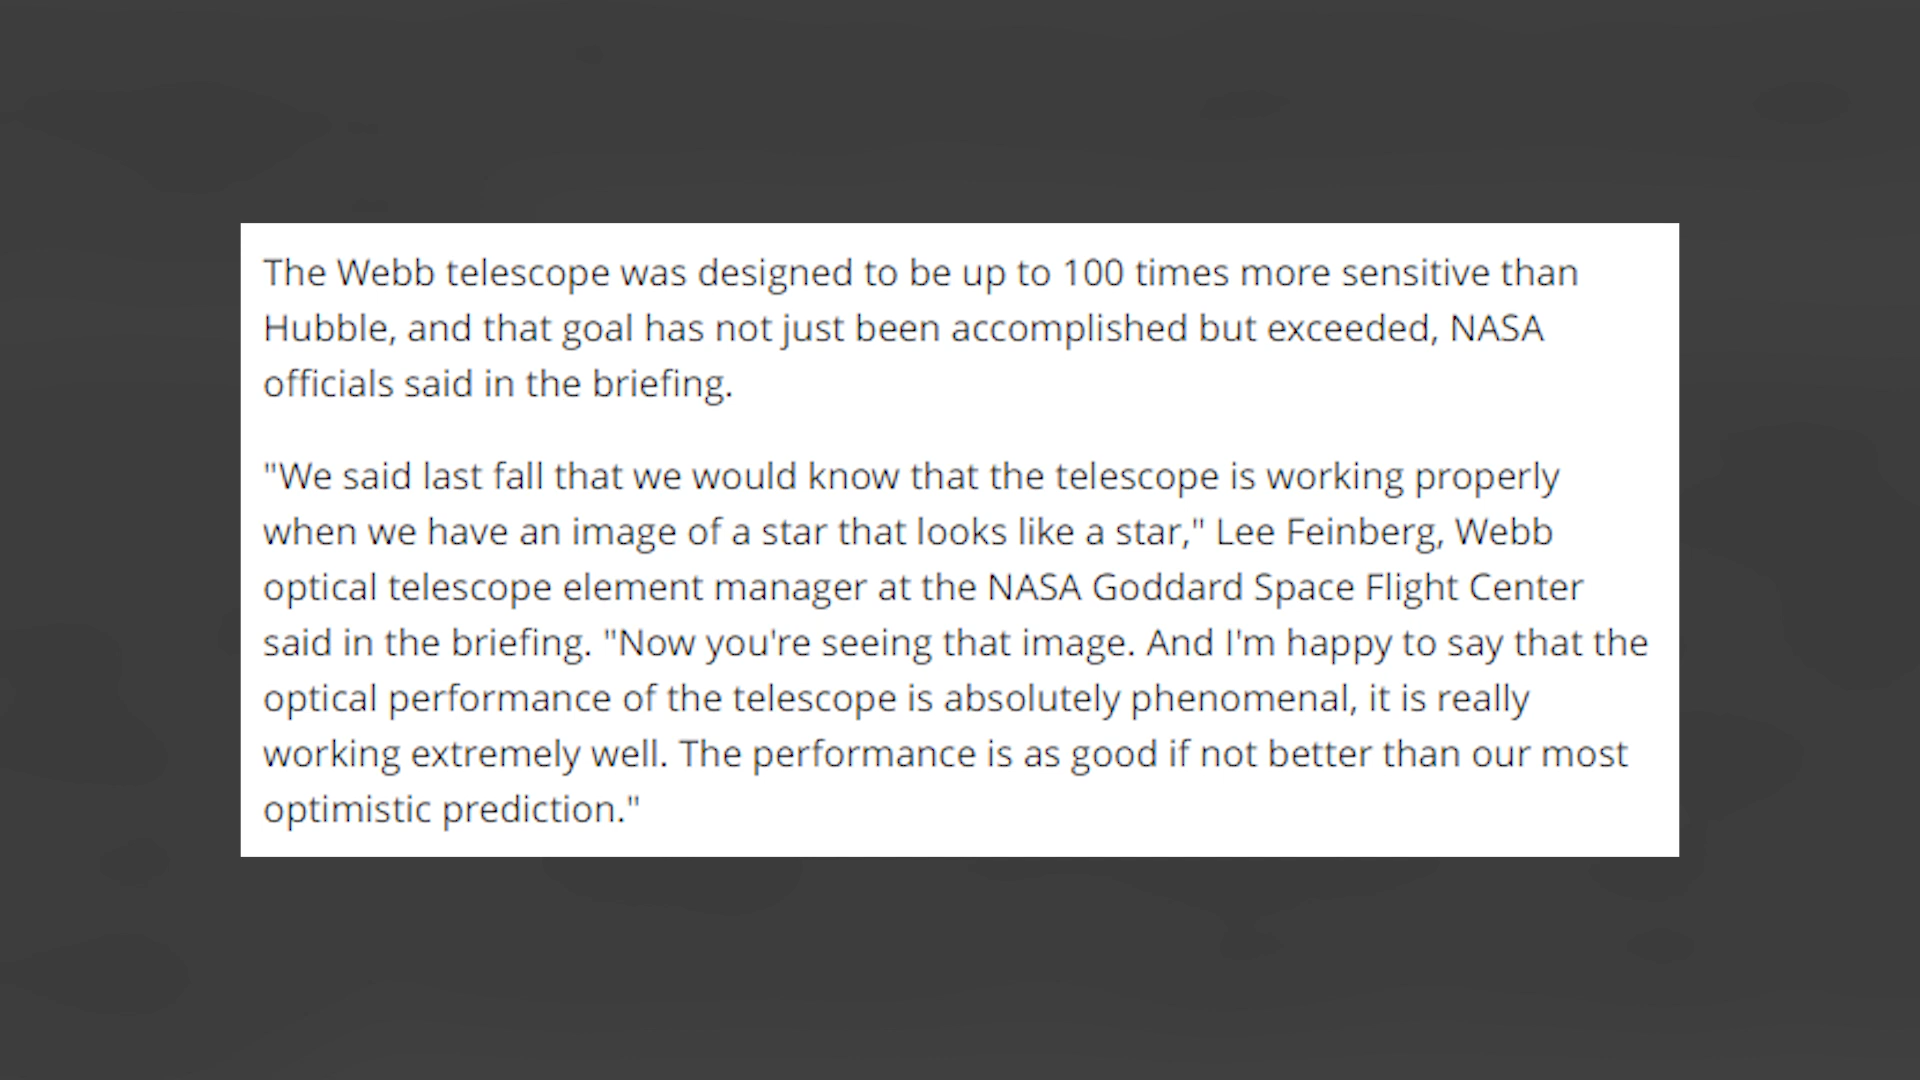 The Webb telescope was designed to be up to 100 times more sensitive than
Hubble, and that goal has not just been accomplished but exceeded, NASA
officials said in the briefing.
"We said last fall that we would know that the telescope is working properly
when we have an image of a star that looks like a star," Lee Feinberg, Webb
optical telescope element manager at the NASA Goddard Space Flight Center
said in the briefing. "Now you're seeing that image. And I'm happy to say that the
optical performance of the telescope is absolutely phenomenal, it is really
working extremely well. The performance is as good if not better than our most
optimistic prediction."